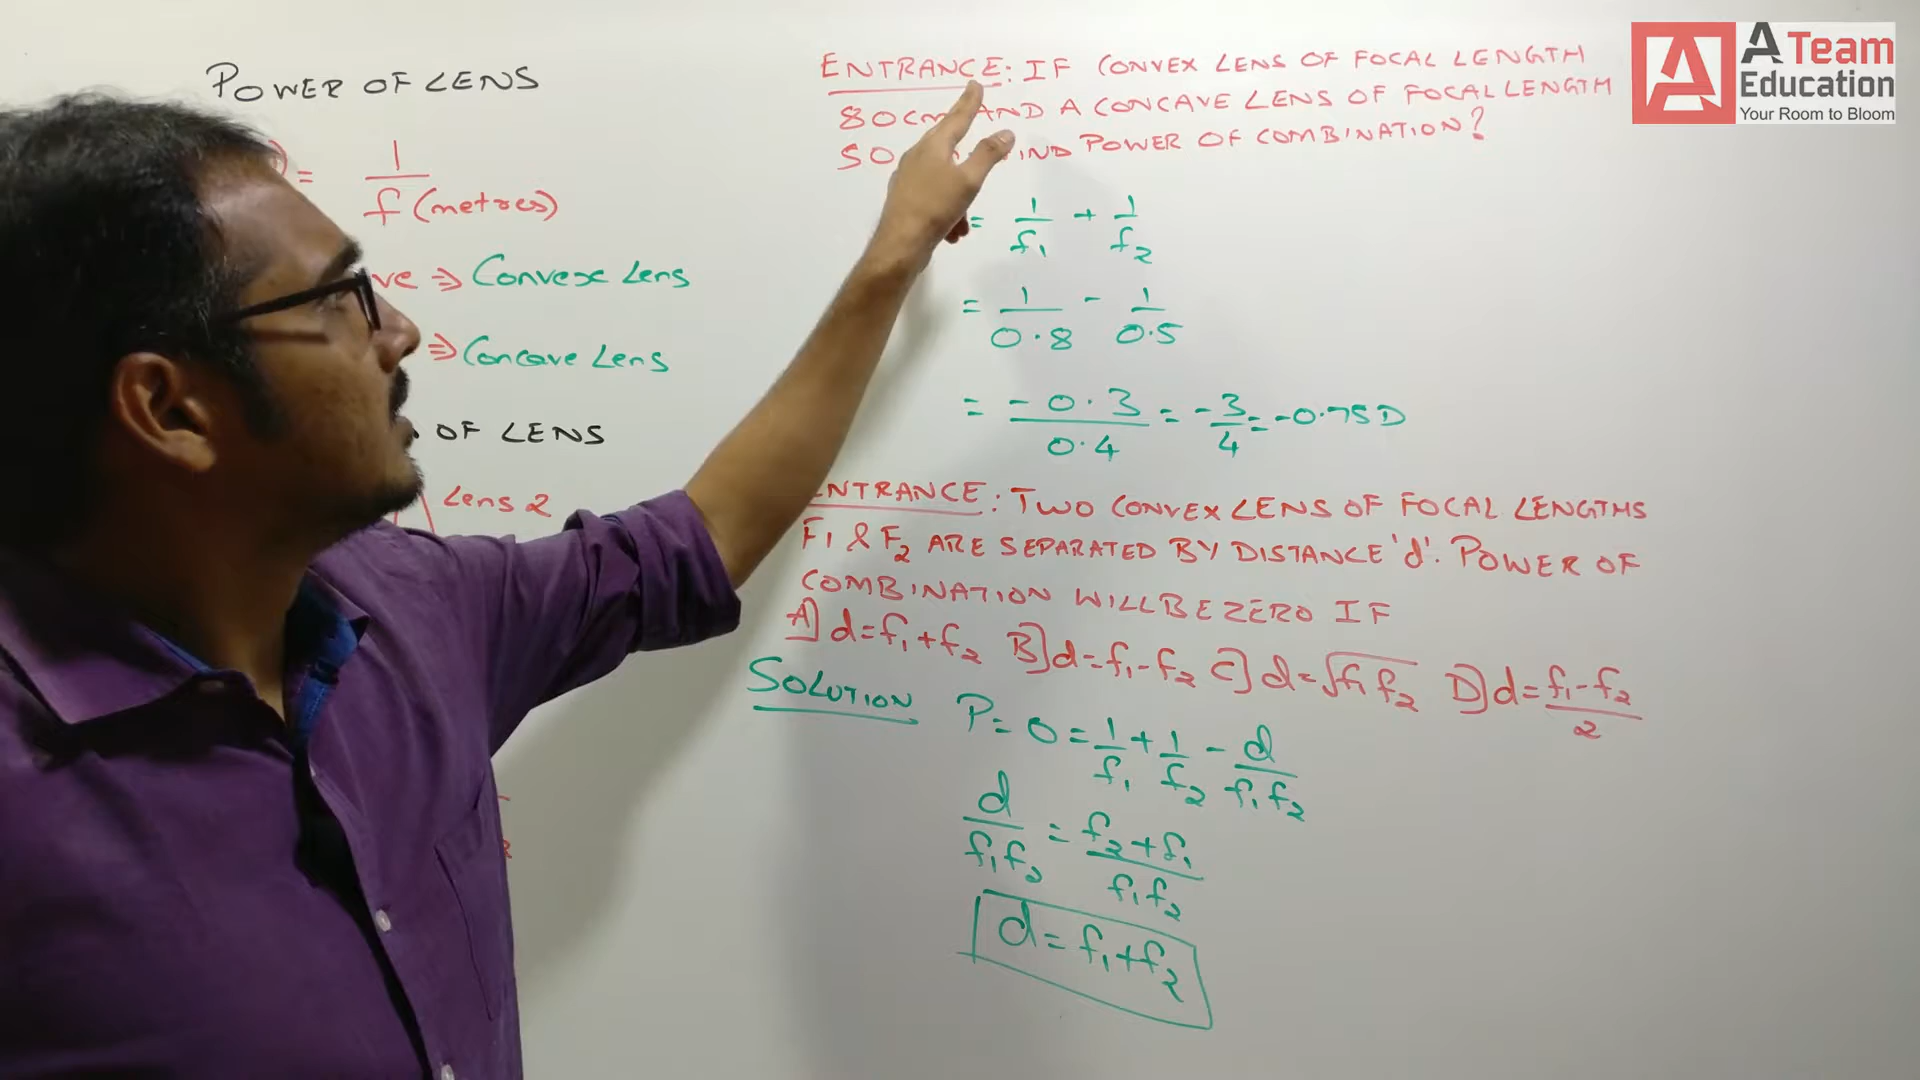 POWER OF LENS
= 1
f (metres)
ve ⇒ Convex Lens
⇒ Concave Lens
OF LENS
Lens 2
ENTRANCE: IF CONVEX LENS OF FOCAL LENGTH
80cm AND A CONCAVE LENS OF FOCAL LENGTH
50 POWER OF COMBINATION?
= 1/f₁ + 1/f₂
= 1/0.8 - 1/0.5
= -0.3/0.4 = -3/4 = -0.75D
ENTRANCE: TWO CONVEX LENS OF FOCAL LENGTHS
F₁ & F₂ ARE SEPARATED BY DISTANCE 'd'. POWER OF
COMBINATION WILL BE ZERO IF
A] d=f₁+f₂ B] d=f₁-f₂ C] d=√f₁f₂ D] d=f₁-f₂/2
SOLUTION P=0=1/f₁+1/f₂-d/f₁f₂
d/f₁f₂ = f₂+f₁/f₁f₂
d=f₁+f₂
A Team
Education
Your Room to Bloom